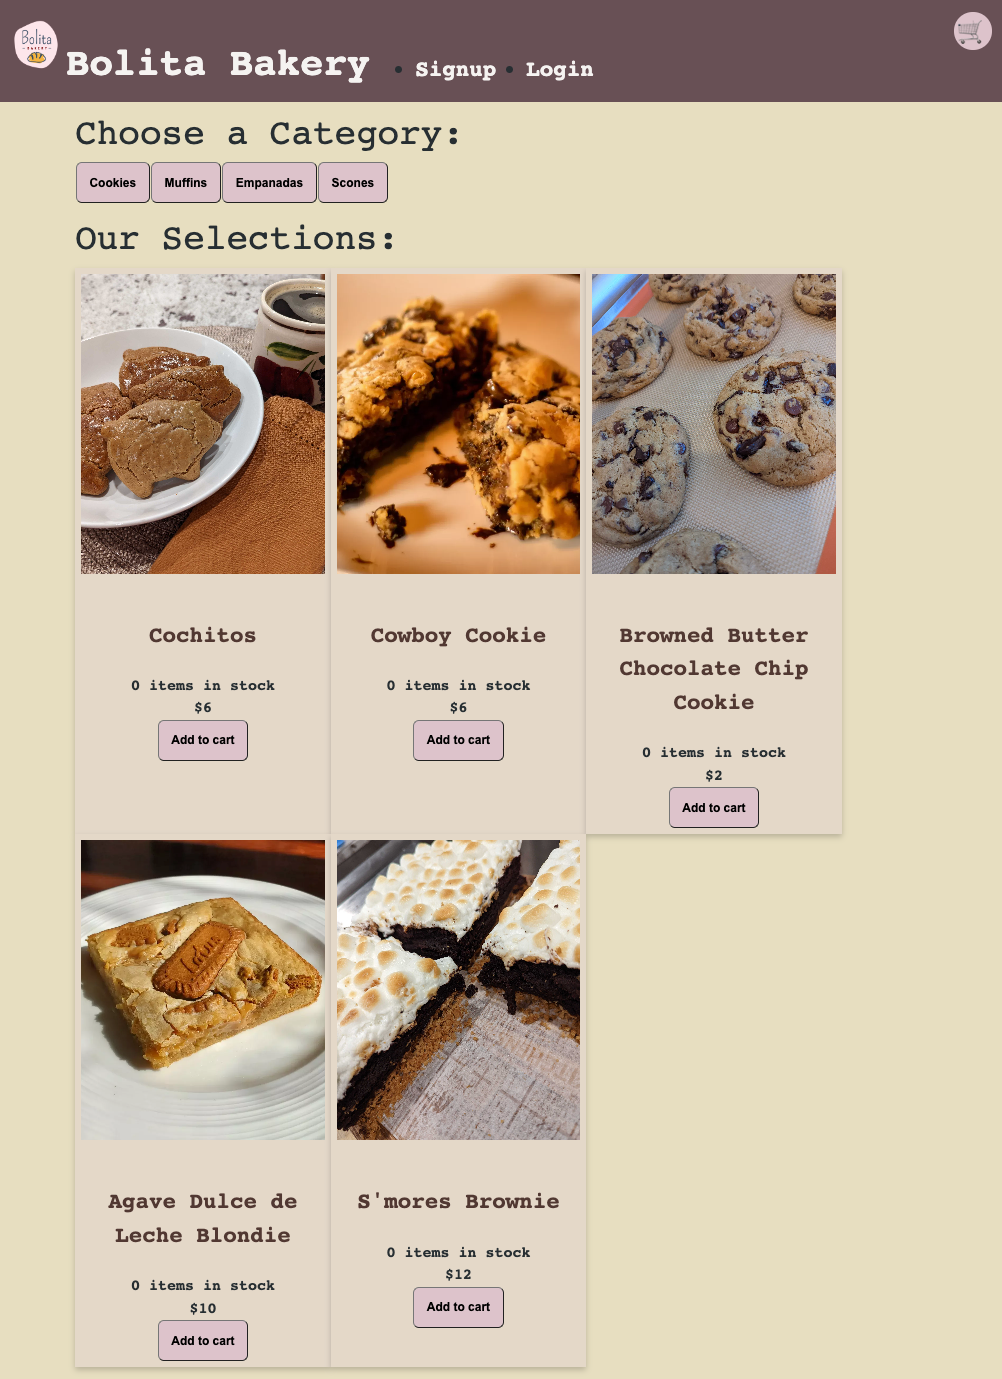 Bolita
BAKERY
Bolita Bakery
Signup
Login
Choose a Category:
Cookies
Muffins
Empanadas
Scones
Our Selections:
Cochitos
0 items in stock
$6
Add to cart
Cowboy Cookie
0 items in stock
$6
Add to cart
Browned Butter
Chocolate Chip
Cookie
0 items in stock
$2
Add to cart
Agave Dulce de
Leche Blondie
0 items in stock
$10
Add to cart
S'mores Brownie
0 items in stock
$12
Add to cart